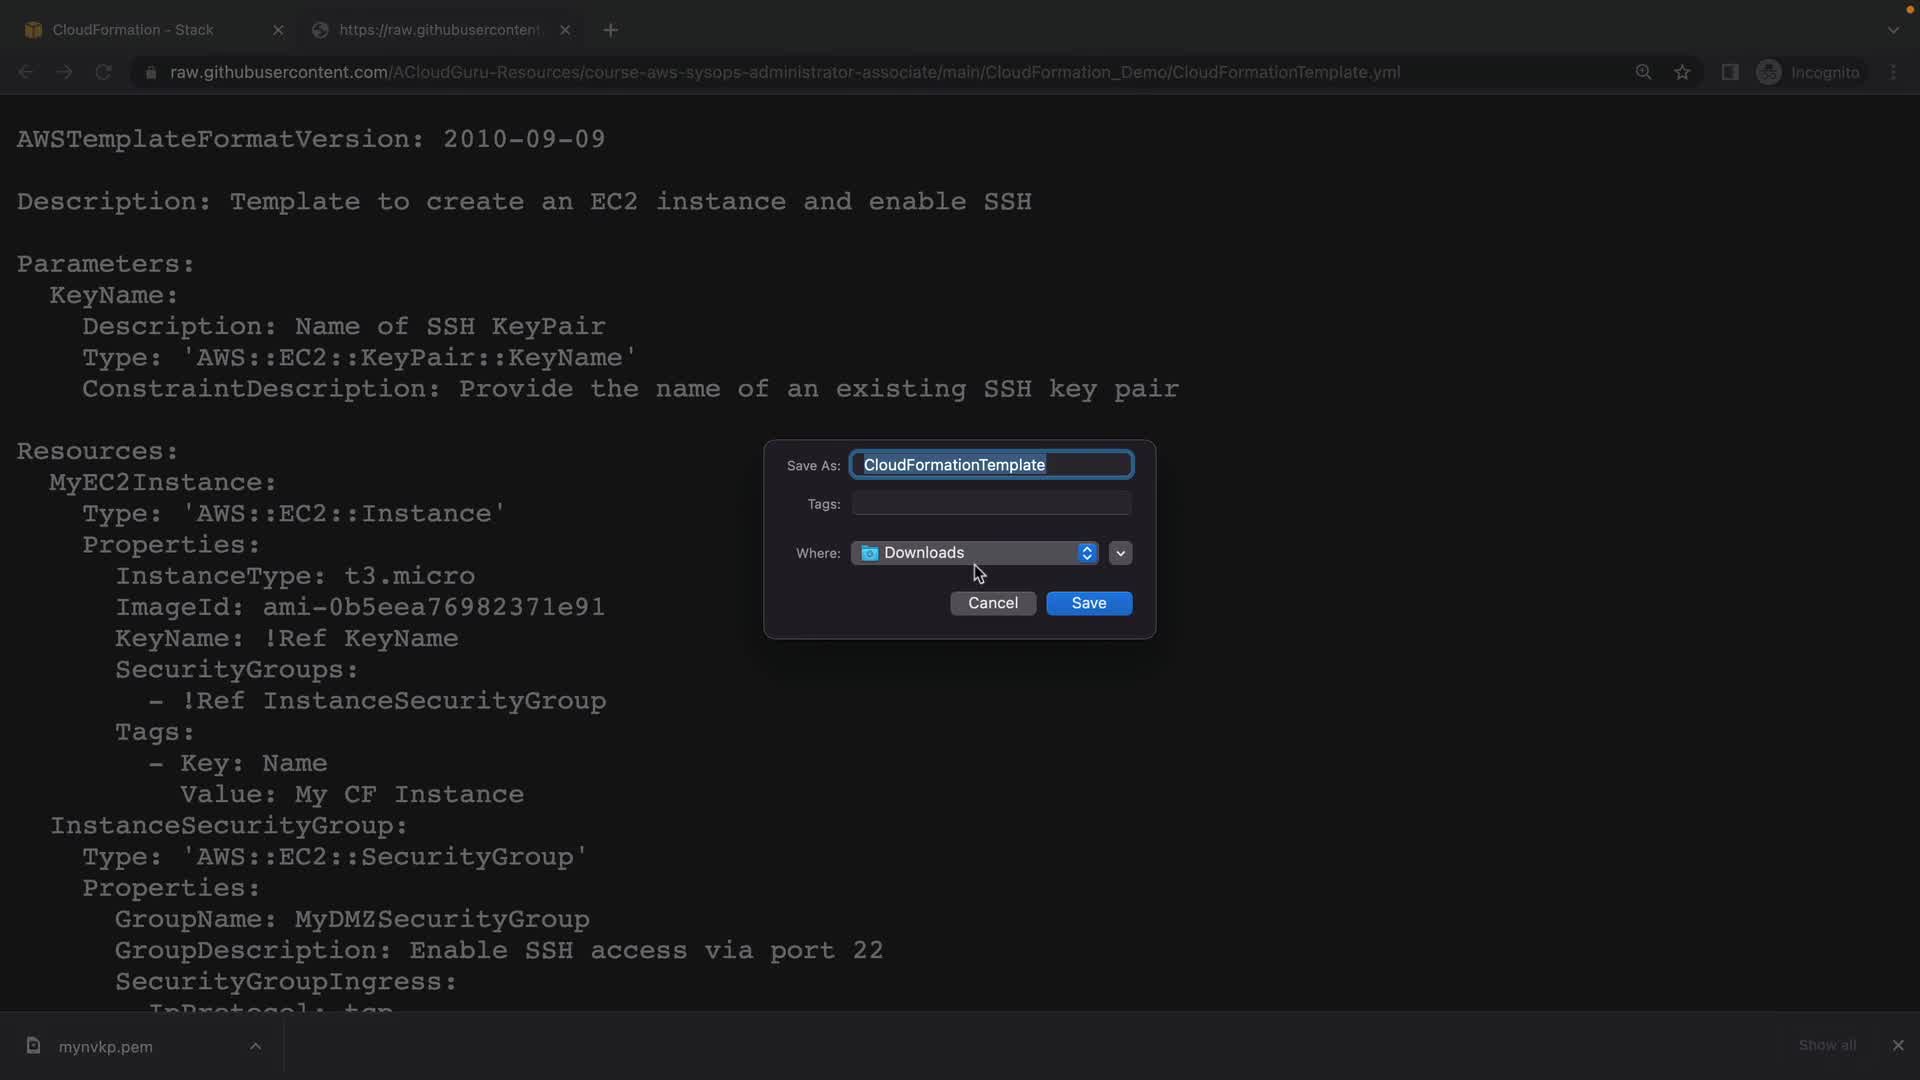 CloudFormation - Stack
https://raw.githubusercontent
raw.githubusercontent.com/ACloudGuru-Resources/course-aws-sysops-administrator-associate/main/CloudFormation_Demo/CloudFormationTemplate.yml
Incognito
AWSTemplateFormatVersion: 2010-09-09
Description: Template to create an EC2 instance and enable SSH
Parameters:
KeyName:
Description: Name of SSH KeyPair
Type: 'AWS::EC2::KeyPair::KeyName'
ConstraintDescription: Provide the name of an existing SSH key pair
Resources:
MyEC2Instance:
Type: 'AWS::EC2::Instance'
Properties:
InstanceType: t3.micro
ImageId: ami-0b5eea76982371e91
KeyName: !Ref KeyName
SecurityGroups:
- !Ref InstanceSecurityGroup
Tags:
- Key: Name
Value: My CF Instance
InstanceSecurityGroup:
Type: 'AWS::EC2::SecurityGroup'
Properties:
GroupName: MyDMZSecurityGroup
GroupDescription: Enable SSH access via port 22
SecurityGroupIngress:
IpProtocol: tcp
Save As: CloudFormationTemplate
Tags:
Where: Downloads
Cancel Save
mynvkp.pem
Show all